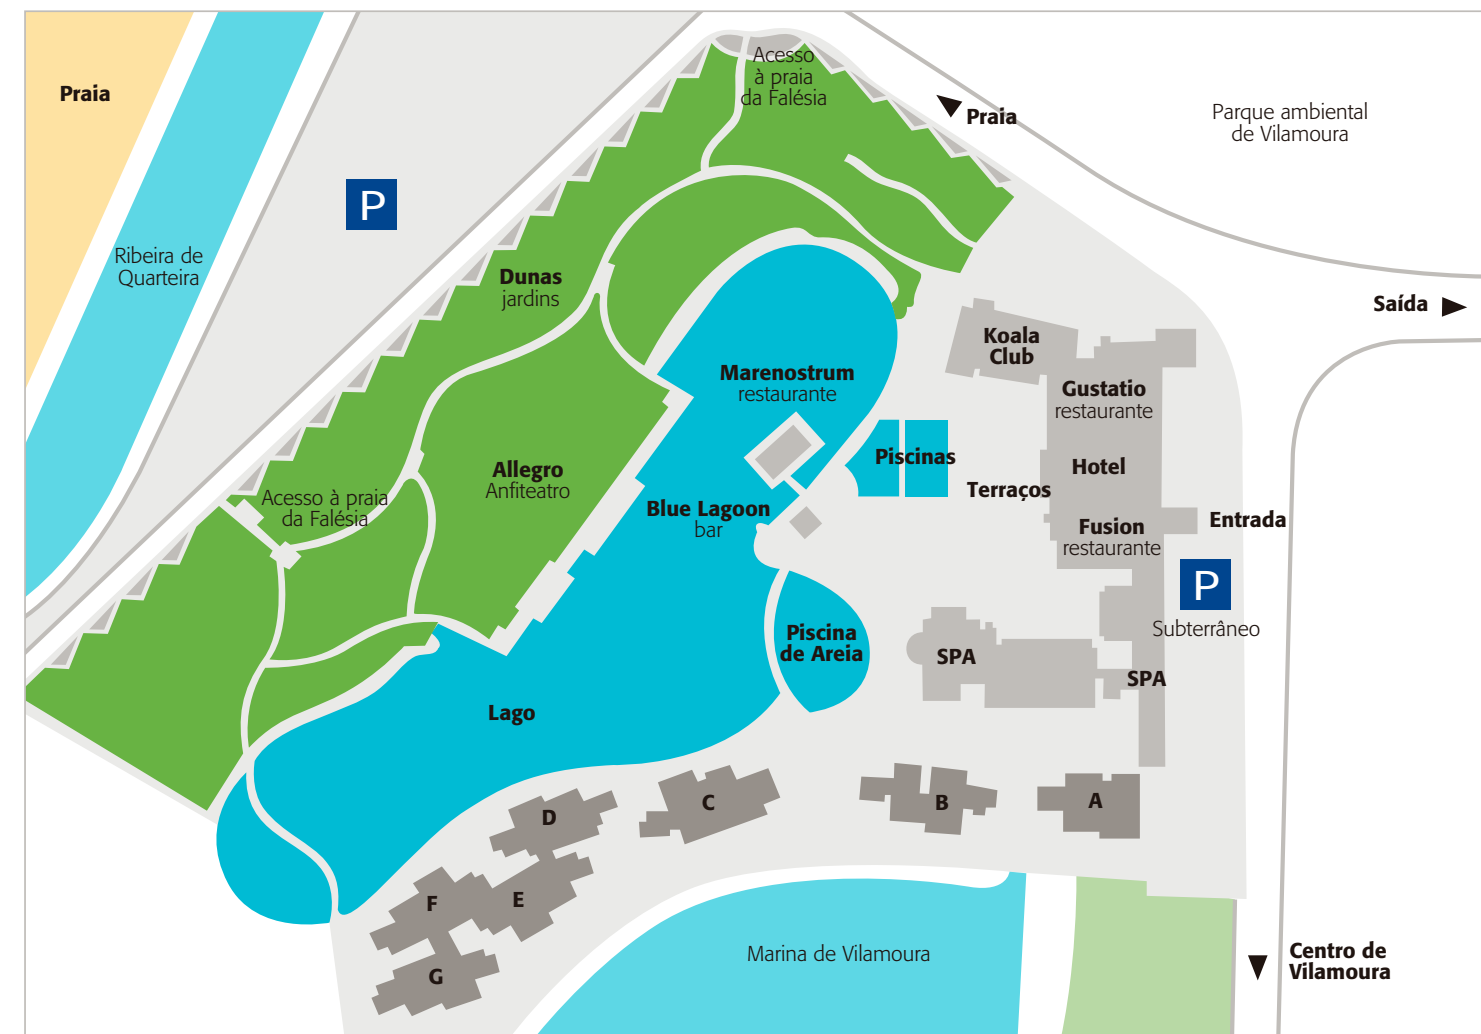 Acesso
à praia
da Falésia
Praia
Praia
Parque ambiental
de Vilamoura
P
Ribeira de
Quarteira
Dunas
jardins
Saída
Koala
Club
Marenostrum
restaurante
Gustatio
restaurante
Allegro
Anfiteatro
Piscinas
Hotel
Terraços
Acesso à praia
da Falésia
Blue Lagoon
bar
Fusion
restaurante
Entrada
P
Subterrâneo
Piscina
de Areia
SPA
SPA
Lago
D
C
B
A
F
E
G
Marina de Vilamoura
Centro de
Vilamoura